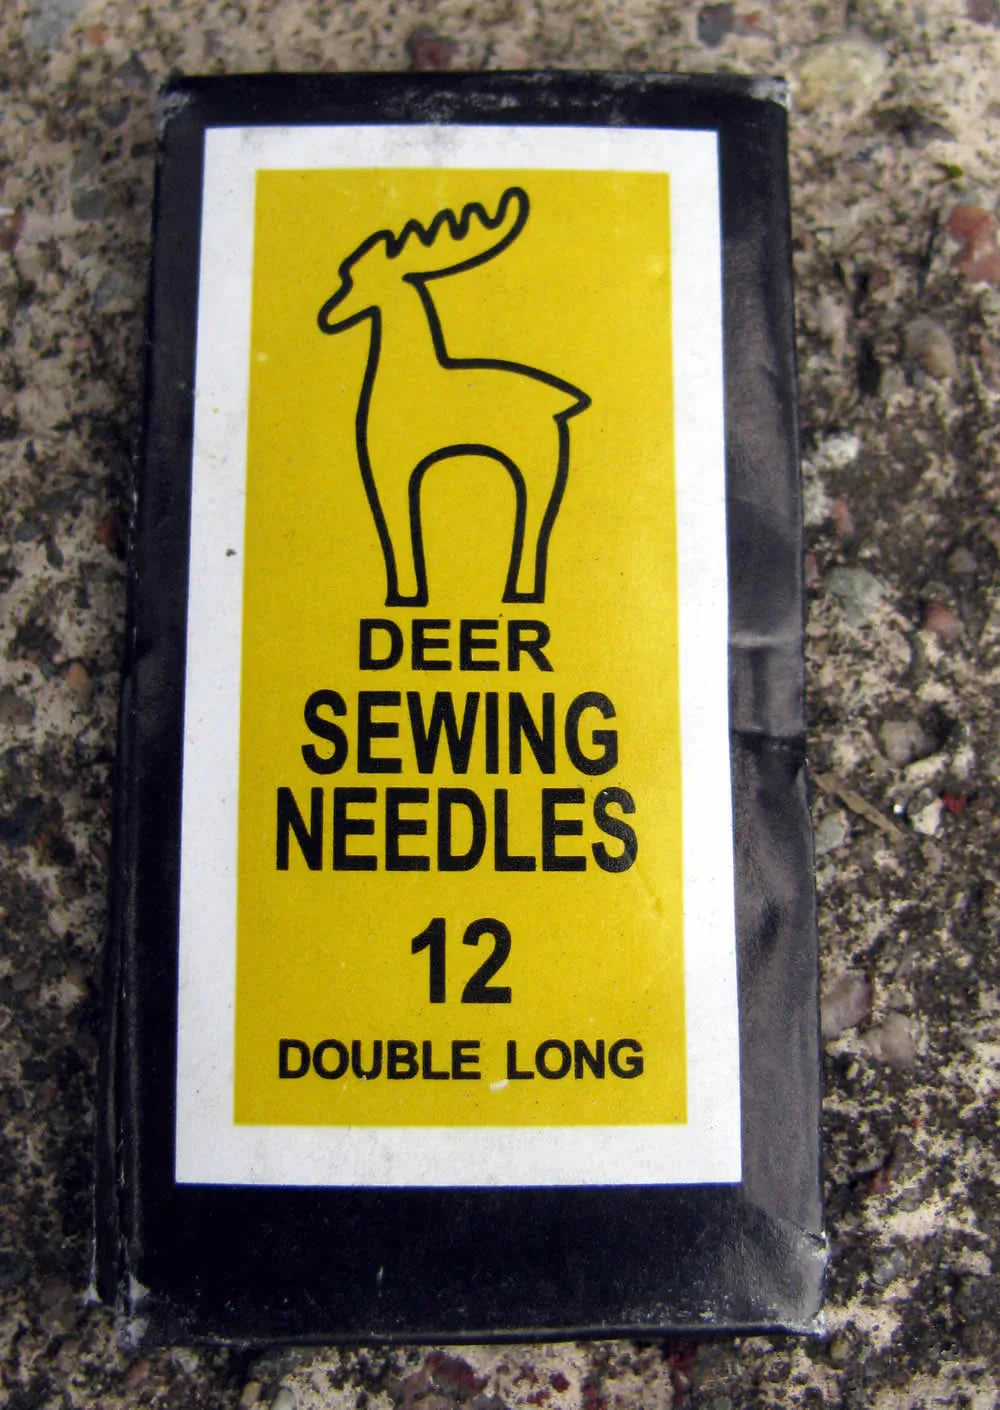 DEER
SEWING
NEEDLES
12
DOUBLE LONG